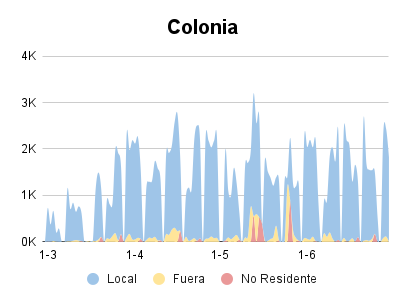 Colonia
4K
3K
2K
1K
0K
1-3 1-4 1-5 1-6
Local Fuera No Residente